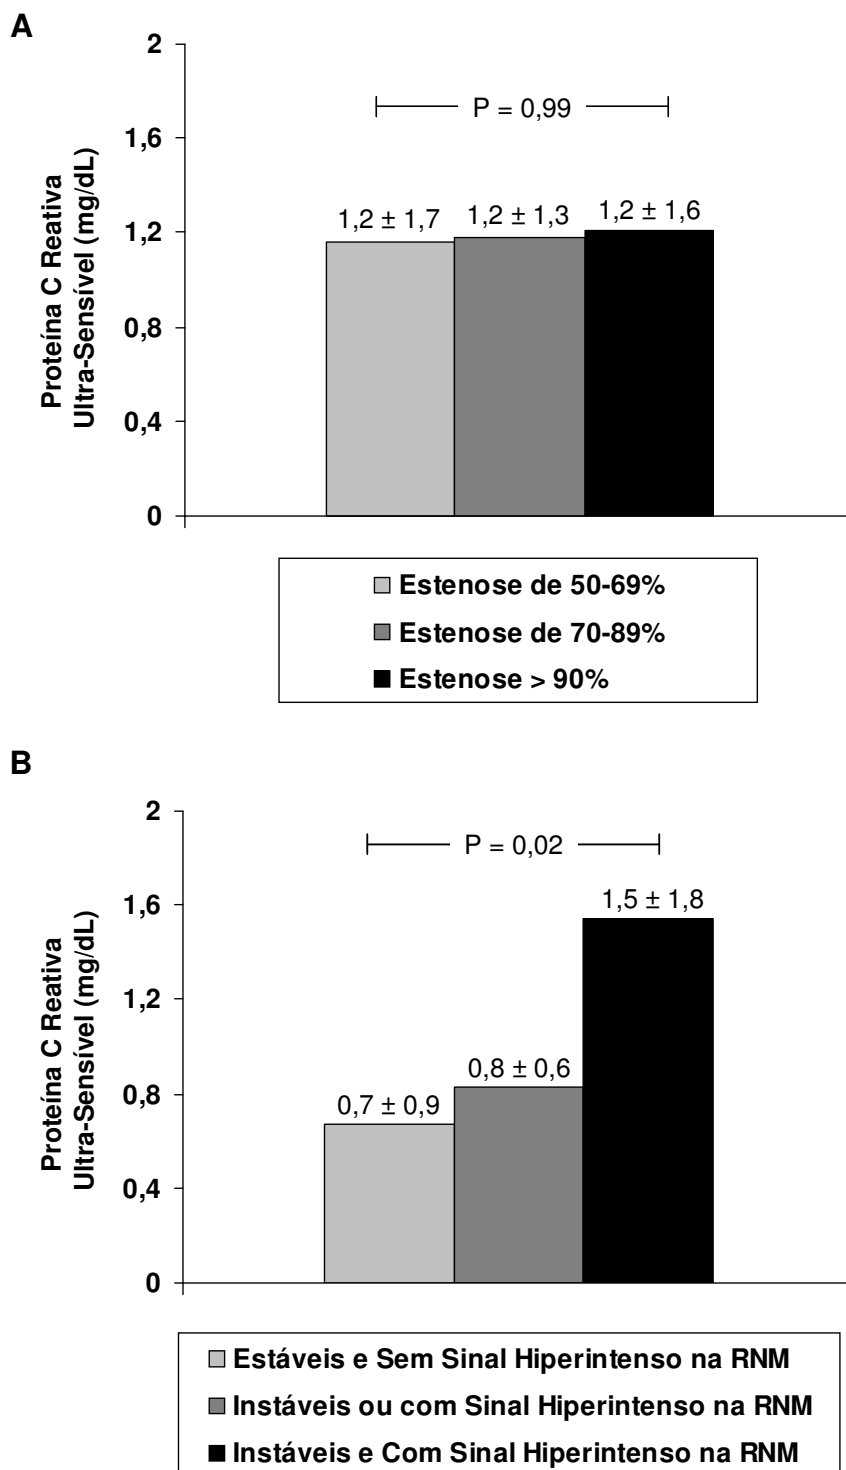 A
2
P = 0,99
1,6
1,2 ± 1,7
1,2 ± 1,3
1,2 ± 1,6
1,2
0,8
0,4
0
Proteína C Reativa
Ultra-Sensível (mg/dL)
Estenose de 50-69%
Estenose de 70-89%
Estenose > 90%
B
2
P = 0,02
1,6
1,5 ± 1,8
1,2
0,8 ± 0,6
0,8
0,7 ± 0,9
0,4
0
Proteína C Reativa
Ultra-Sensível (mg/dL)
Estáveis e Sem Sinal Hiperintenso na RNM
Instáveis ou com Sinal Hiperintenso na RNM
Instáveis e Com Sinal Hiperintenso na RNM